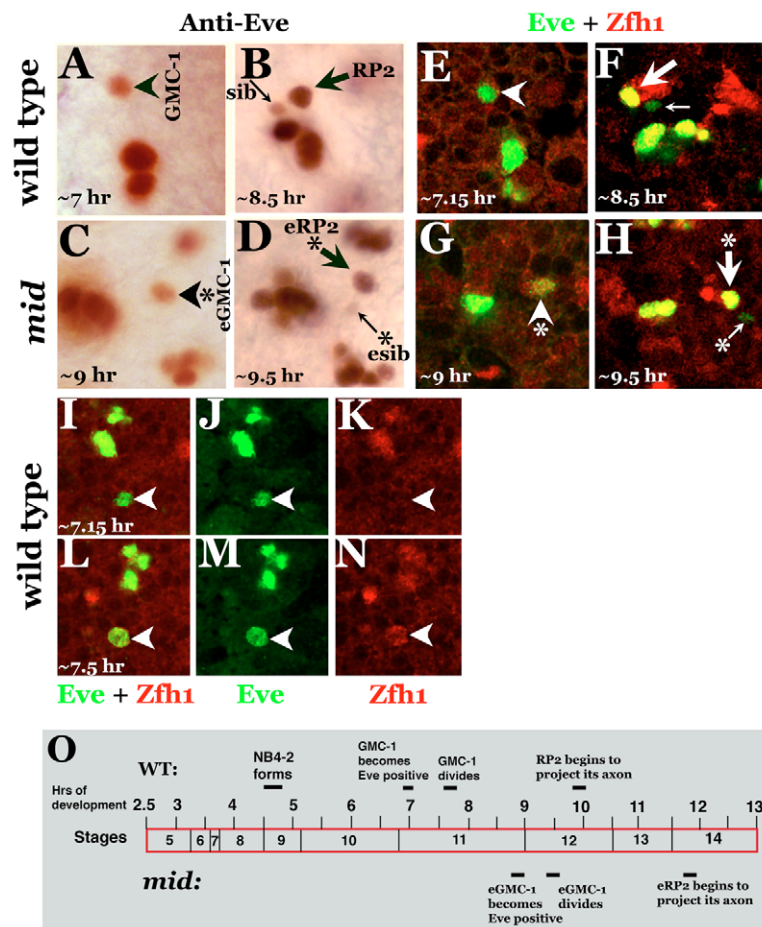 Anti-Eve
Eve + Zfh1
wild type
A
GMC-1
~7 hr
B
RP2
sib
~8.5 hr
E
~7.15 hr
F
~8.5 hr
mid
C
*
eGMC-1
~9 hr
D
eRP2
*
*
esib
~9.5 hr
G
*
~9 hr
H
*
*
~9.5 hr
wild type
I
~7.15 hr
J
K
L
~7.5 hr
M
N
Eve + Zfh1
Eve
Zfh1
O
WT:
NB4-2
forms
GMC-1
becomes
Eve positive
GMC-1
divides
RP2 begins to
project its axon
Hrs of
development
2.5 3 4 5 6 7 8 9 10 11 12 13
Stages
5 6 7 8 9 10 11 12 13 14
mid:
eGMC-1
becomes
Eve positive
eGMC-1
divides
eRP2 begins to
project its axon